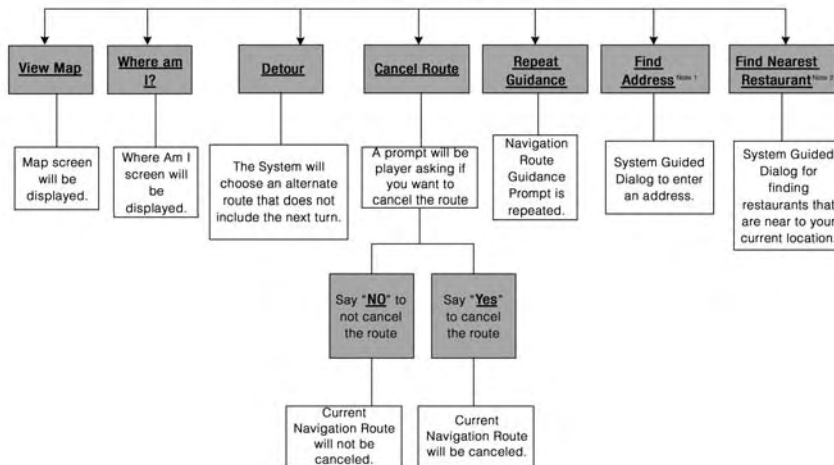 View Map
Where am
I?
Detour
Cancel Route
Repeat
Guidance
Find
Address Note 1
Find Nearest
Restaurant Note 2
Map screen
will be
displayed.
Where Am I
screen will
be
displayed.
The System will
choose an alternate
route that does not
include the next turn.
A prompt will be
player asking if
you want to
cancel the route
Navigation
Route
Guidance
Prompt is
repeated.
System Guided
Dialog to enter
an address.
System Guided
Dialog for
finding
restaurants that
are near to your
current location.
Say "NO" to
not cancel
the route
Say "Yes"
to cancel
the route
Current
Navigation Route
will not be
canceled.
Current
Navigation Route
will be canceled.